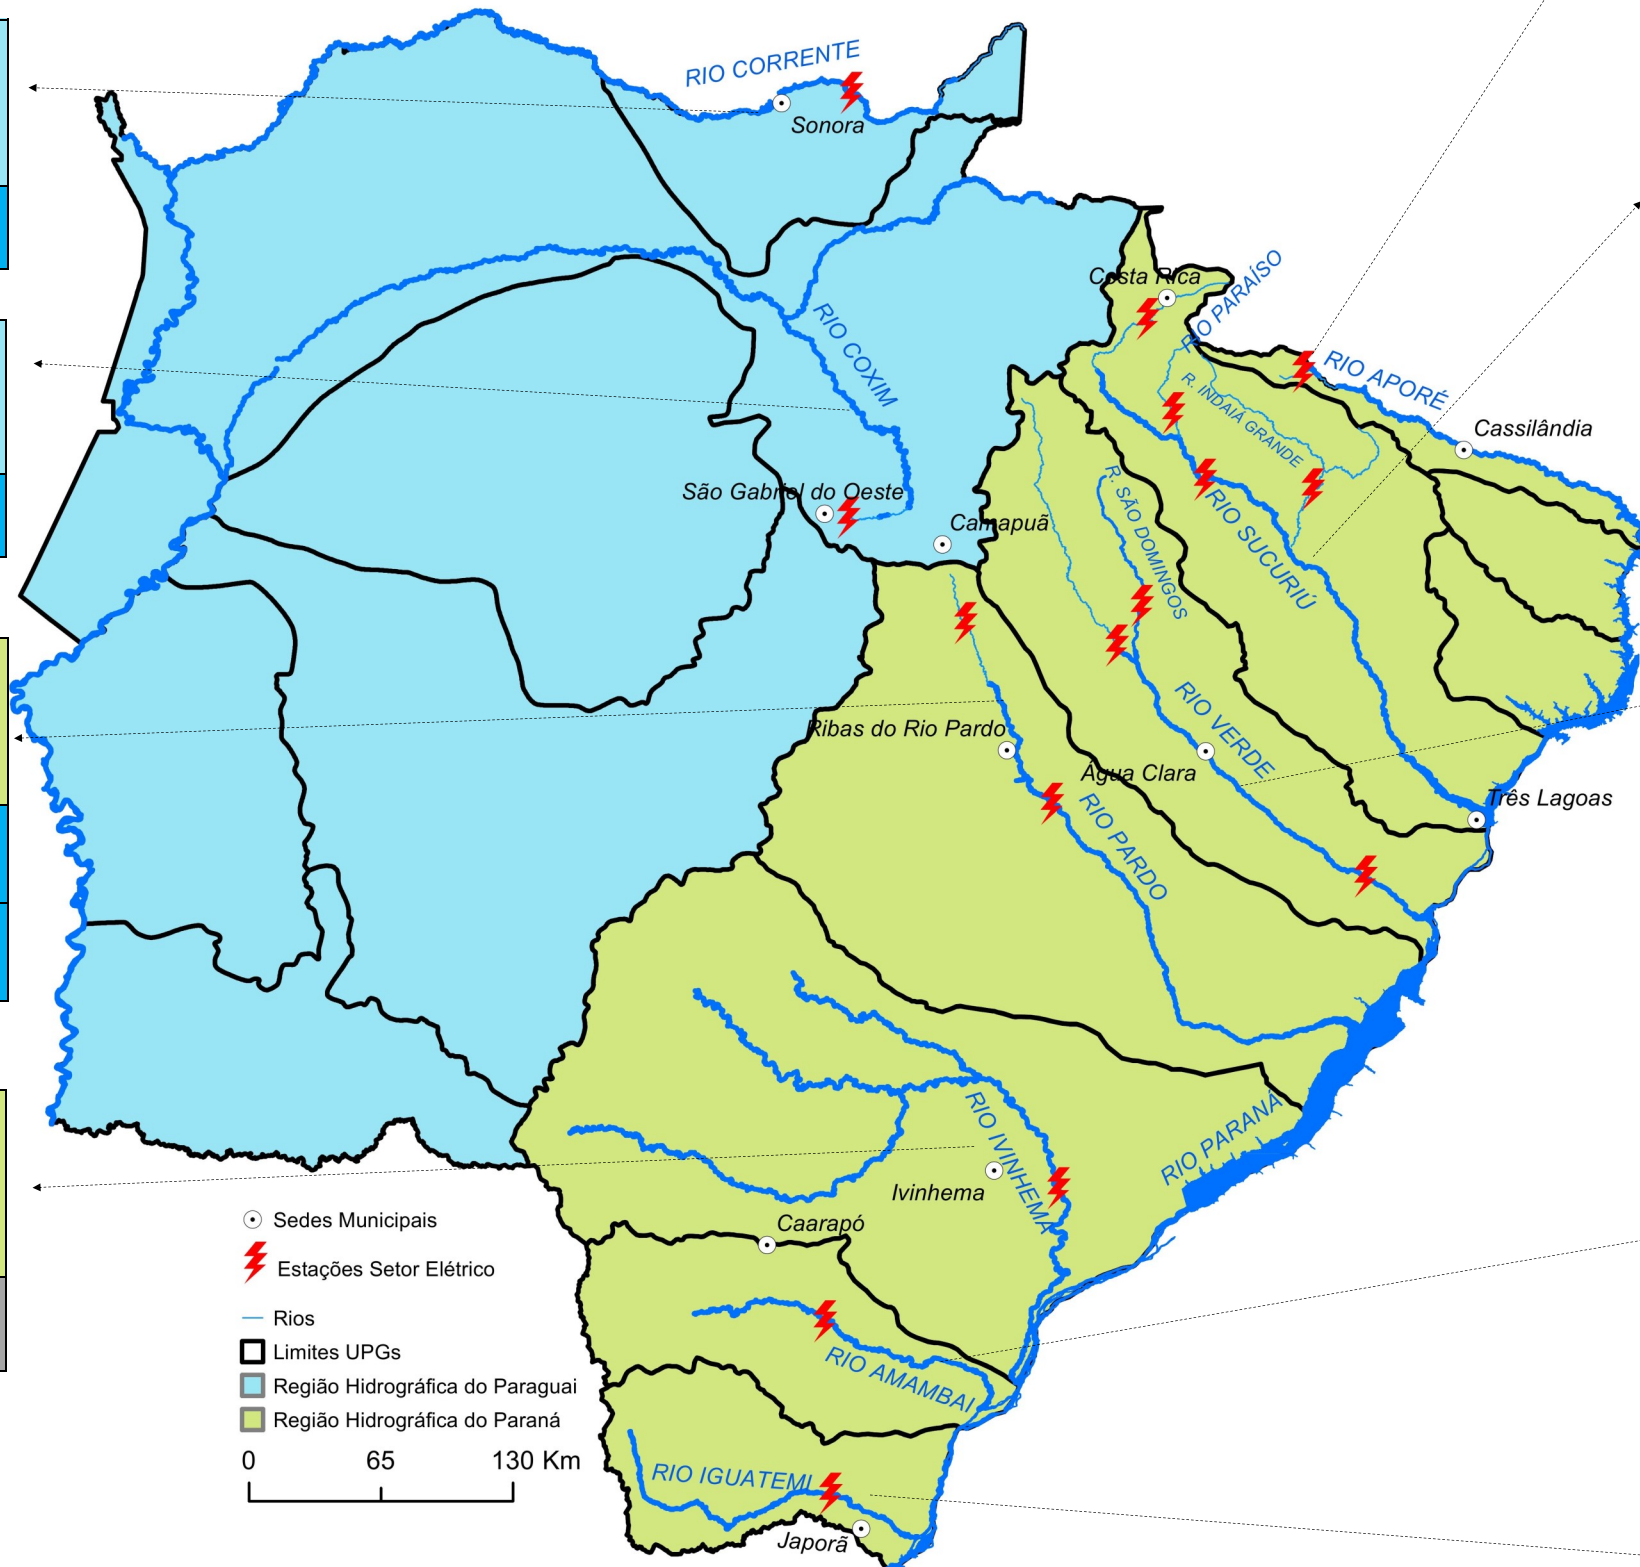 RIO CORRENTE
Sonora
Costa Rica
RIO PARAÍSO
RIO COXIM
R. INDAIÁ GRANDE
RIO APORÉ
Cassilândia
São Gabriel do Oeste
Camapuã
R. SÃO DOMINGOS
RIO SUCURIÚ
Ribas do Rio Pardo
RIO VERDE
Água Clara
Três Lagoas
RIO PARDO
RIO IVINHEMA
RIO PARANÁ
Ivinhema
Caarapó
Sedes Municipais
Estações Setor Elétrico
Rios
Limites UPGs
Região Hidrográfica do Paraguai
Região Hidrográfica do Paraná
0 65 130 Km
RIO AMAMBAI
RIO IGUATEMI
Japorã